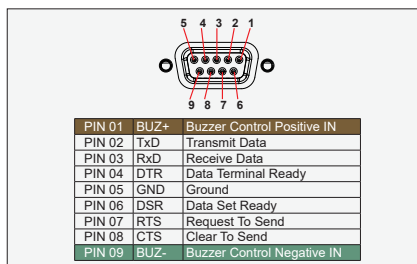 5 4 3 2 1
9 8 7 6
PIN 01 BUZ+ Buzzer Control Positive IN
PIN 02 TxD Transmit Data
PIN 03 RxD Receive Data
PIN 04 DTR Data Terminal Ready
PIN 05 GND Ground
PIN 06 DSR Data Set Ready
PIN 07 RTS Request To Send
PIN 08 CTS Clear To Send
PIN 09 BUZ- Buzzer Control Negative IN